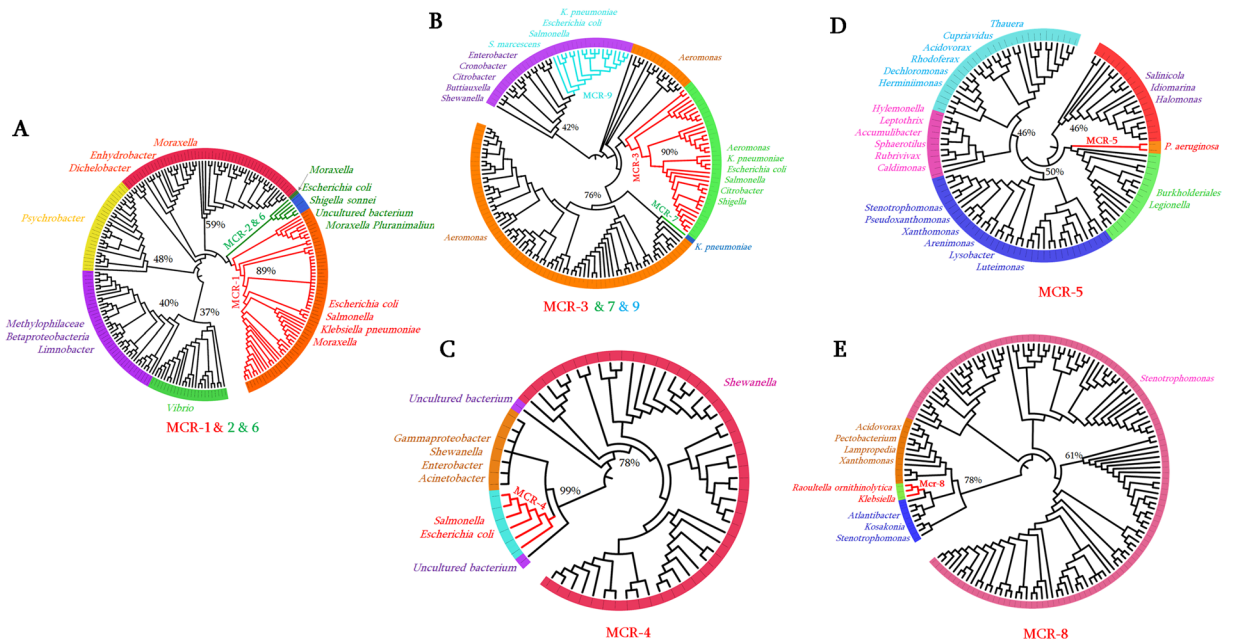 A
Moraxella
Enhydrobacter
Dichelobacter
Moraxella
Escherichia coli
Shigella sonnei
Uncultured bacterium
Moraxella Pluranimaliun
Psychrobacter
59%
MCR-2 & 6
48%
89%
MCR-1
40%
37%
Escherichia coli
Salmonella
Klebsiella pneumoniae
Moraxella
Methylophilaceae
Betaproteobacteria
Limnobacter
Vibrio
MCR-1 & 2 & 6
B
K. pneumoniae
Escherichia coli
Salmonella
S. marcescens
Enterobacter
Cronobacter
Citrobacter
Buttiauxella
Shewanella
Aeromonas
MCR-9
42%
90%
MCR-3
76%
MCR-7
Aeromonas
K. pneumoniae
Escherichia coli
Salmonella
Citrobacter
Shigella
Aeromonas
K. pneumoniae
MCR-3 & 7 & 9
C
Uncultured bacterium
Shewanella
Gammaproteobacter
Shewanella
Enterobacter
Acinetobacter
78%
99%
MCR-4
Salmonella
Escherichia coli
Uncultured bacterium
MCR-4
D
Thauera
Cupriavidus
Acidovorax
Rhodoferax
Dechloromonas
Herminiimonas
Salinicola
Idiomarina
Halomonas
Hylemonella
Leptothrix
Accumulibacter
Sphaerotilus
Rubrivivax
Caldimonas
46%
46%
MCR-5
50%
P. aeruginosa
Burkholderiales
Legionella
Stenotrophomonas
Pseudoxanthomonas
Xanthomonas
Arenimonas
Lysobacter
Luteimonas
MCR-5
E
Stenotrophomonas
Acidovorax
Pectobacterium
Lampropedia
Xanthomonas
61%
78%
Raoultella ornithinolytica
Klebsiella
Mcr-8
Atlantibacter
Kosakonia
Stenotrophomonas
MCR-8